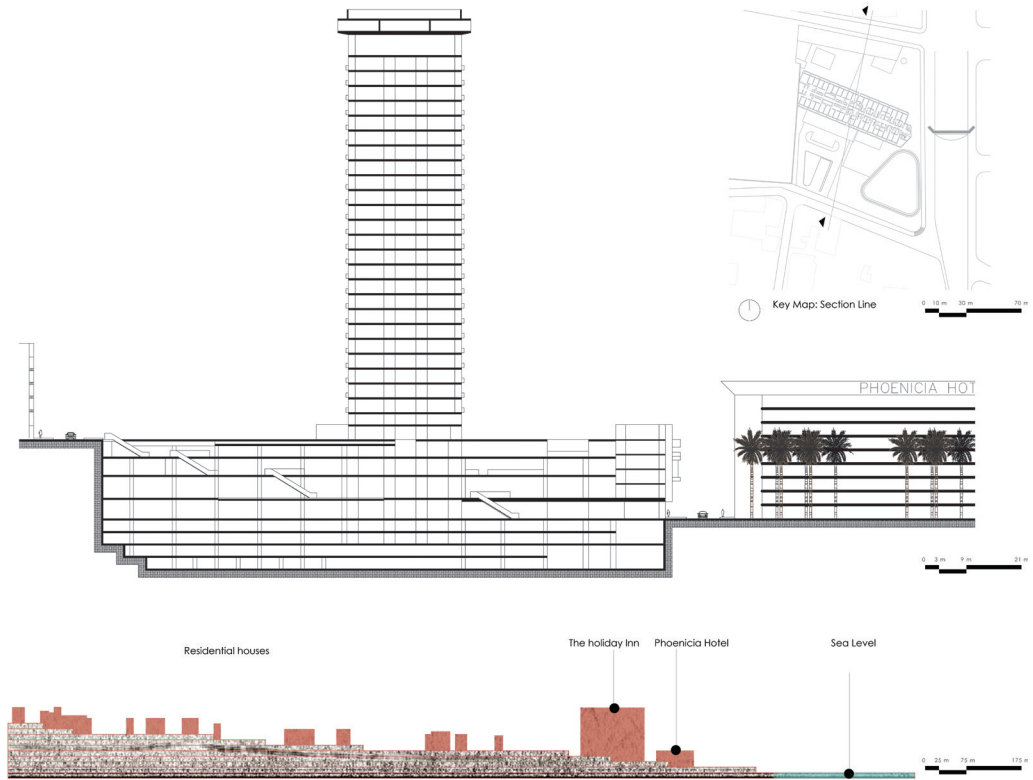 Key Map: Section Line
0 10 m 30 m 70 m
PHOENICIA HOT
0 3 m 9 m 21 m
Residential houses
The holiday Inn
Phoenicia Hotel
Sea Level
0 25 m 75 m 175 m